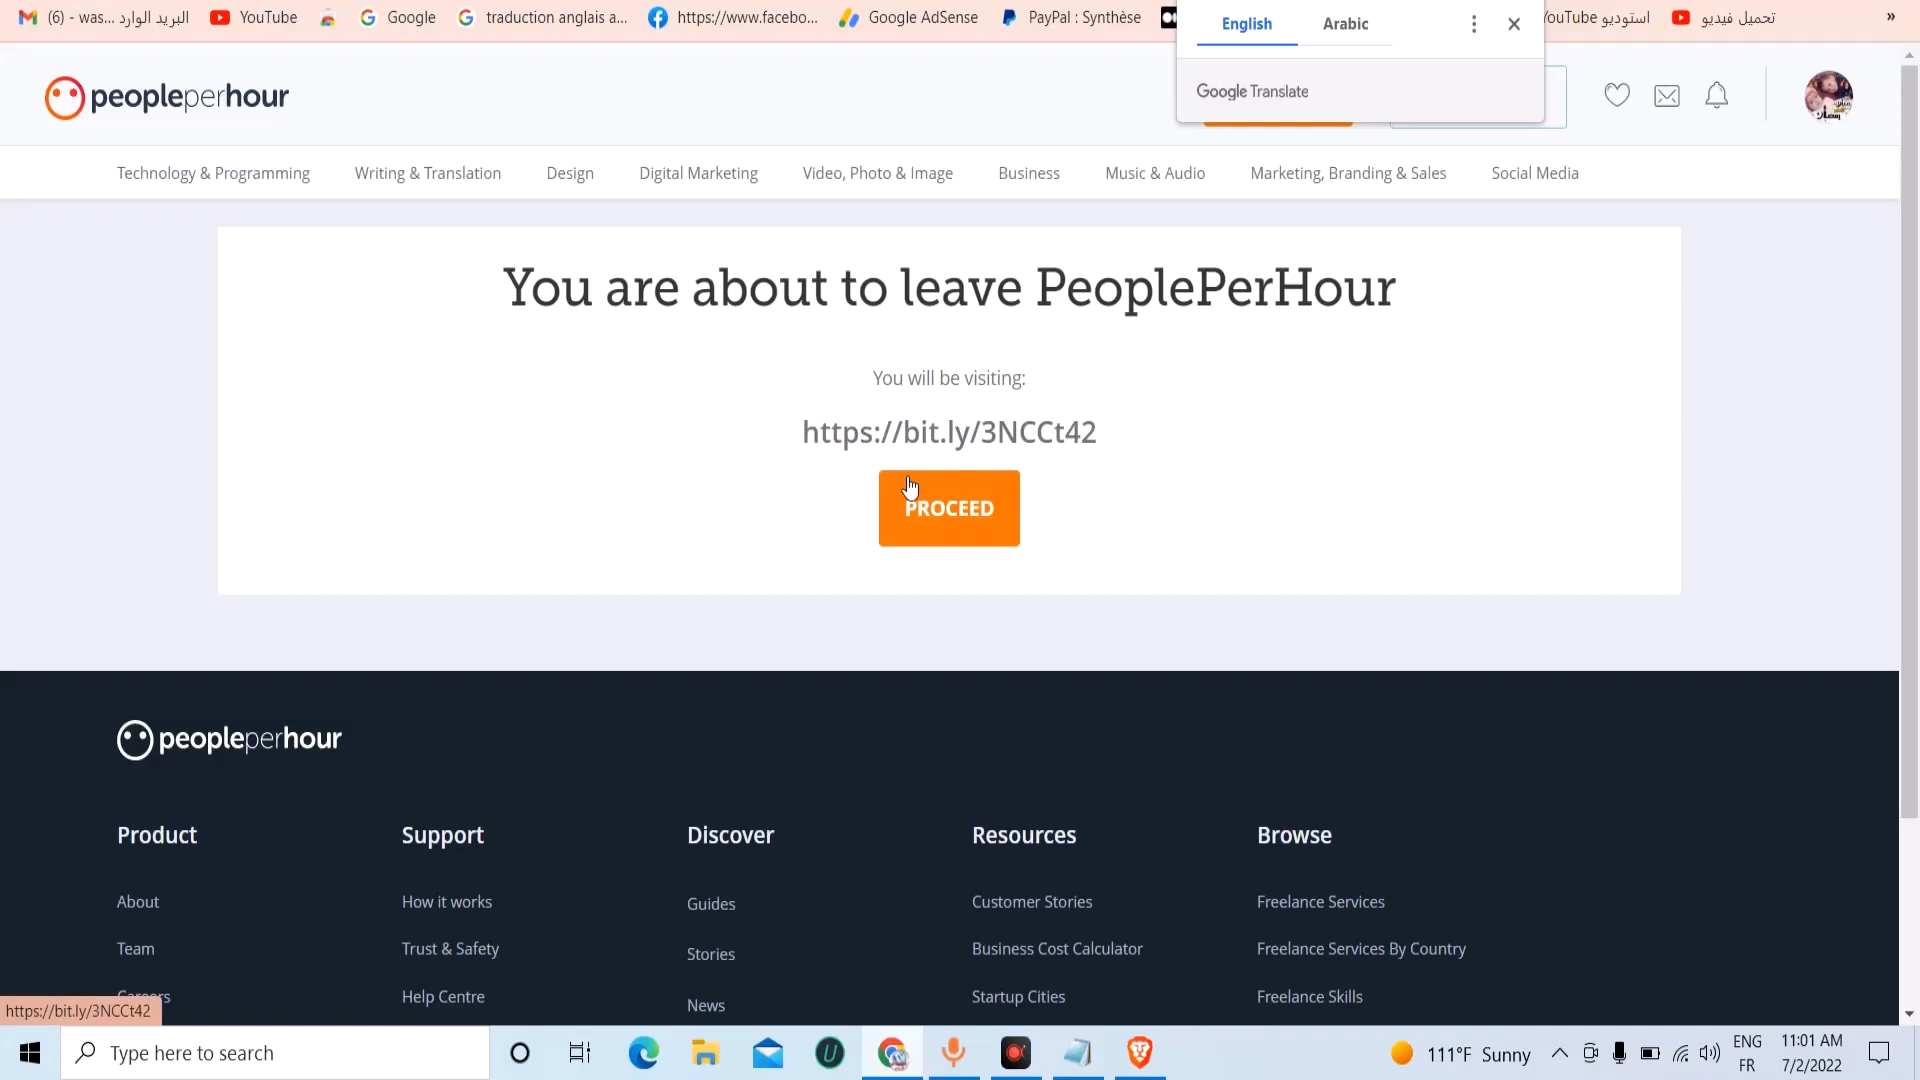 (6) - was... البريد الوارد
YouTube
Google
traduction anglais a...
https://www.facebo...
Google AdSense
PayPal : Synthèse
YouTube استوديو
تحميل فيديو
»
English
Arabic
Google Translate
peopleperhour
Technology & Programming
Writing & Translation
Design
Digital Marketing
Video, Photo & Image
Business
Music & Audio
Marketing, Branding & Sales
Social Media
You are about to leave PeoplePerHour
You will be visiting:
https://bit.ly/3NCCt42
PROCEED
peopleperhour
Product
Support
Discover
Resources
Browse
About
How it works
Guides
Customer Stories
Freelance Services
Team
Trust & Safety
Stories
Business Cost Calculator
Freelance Services By Country
Careers
Help Centre
News
Startup Cities
Freelance Skills
https://bit.ly/3NCCt42
Type here to search
111°F Sunny
ENG
FR
11:01 AM
7/2/2022